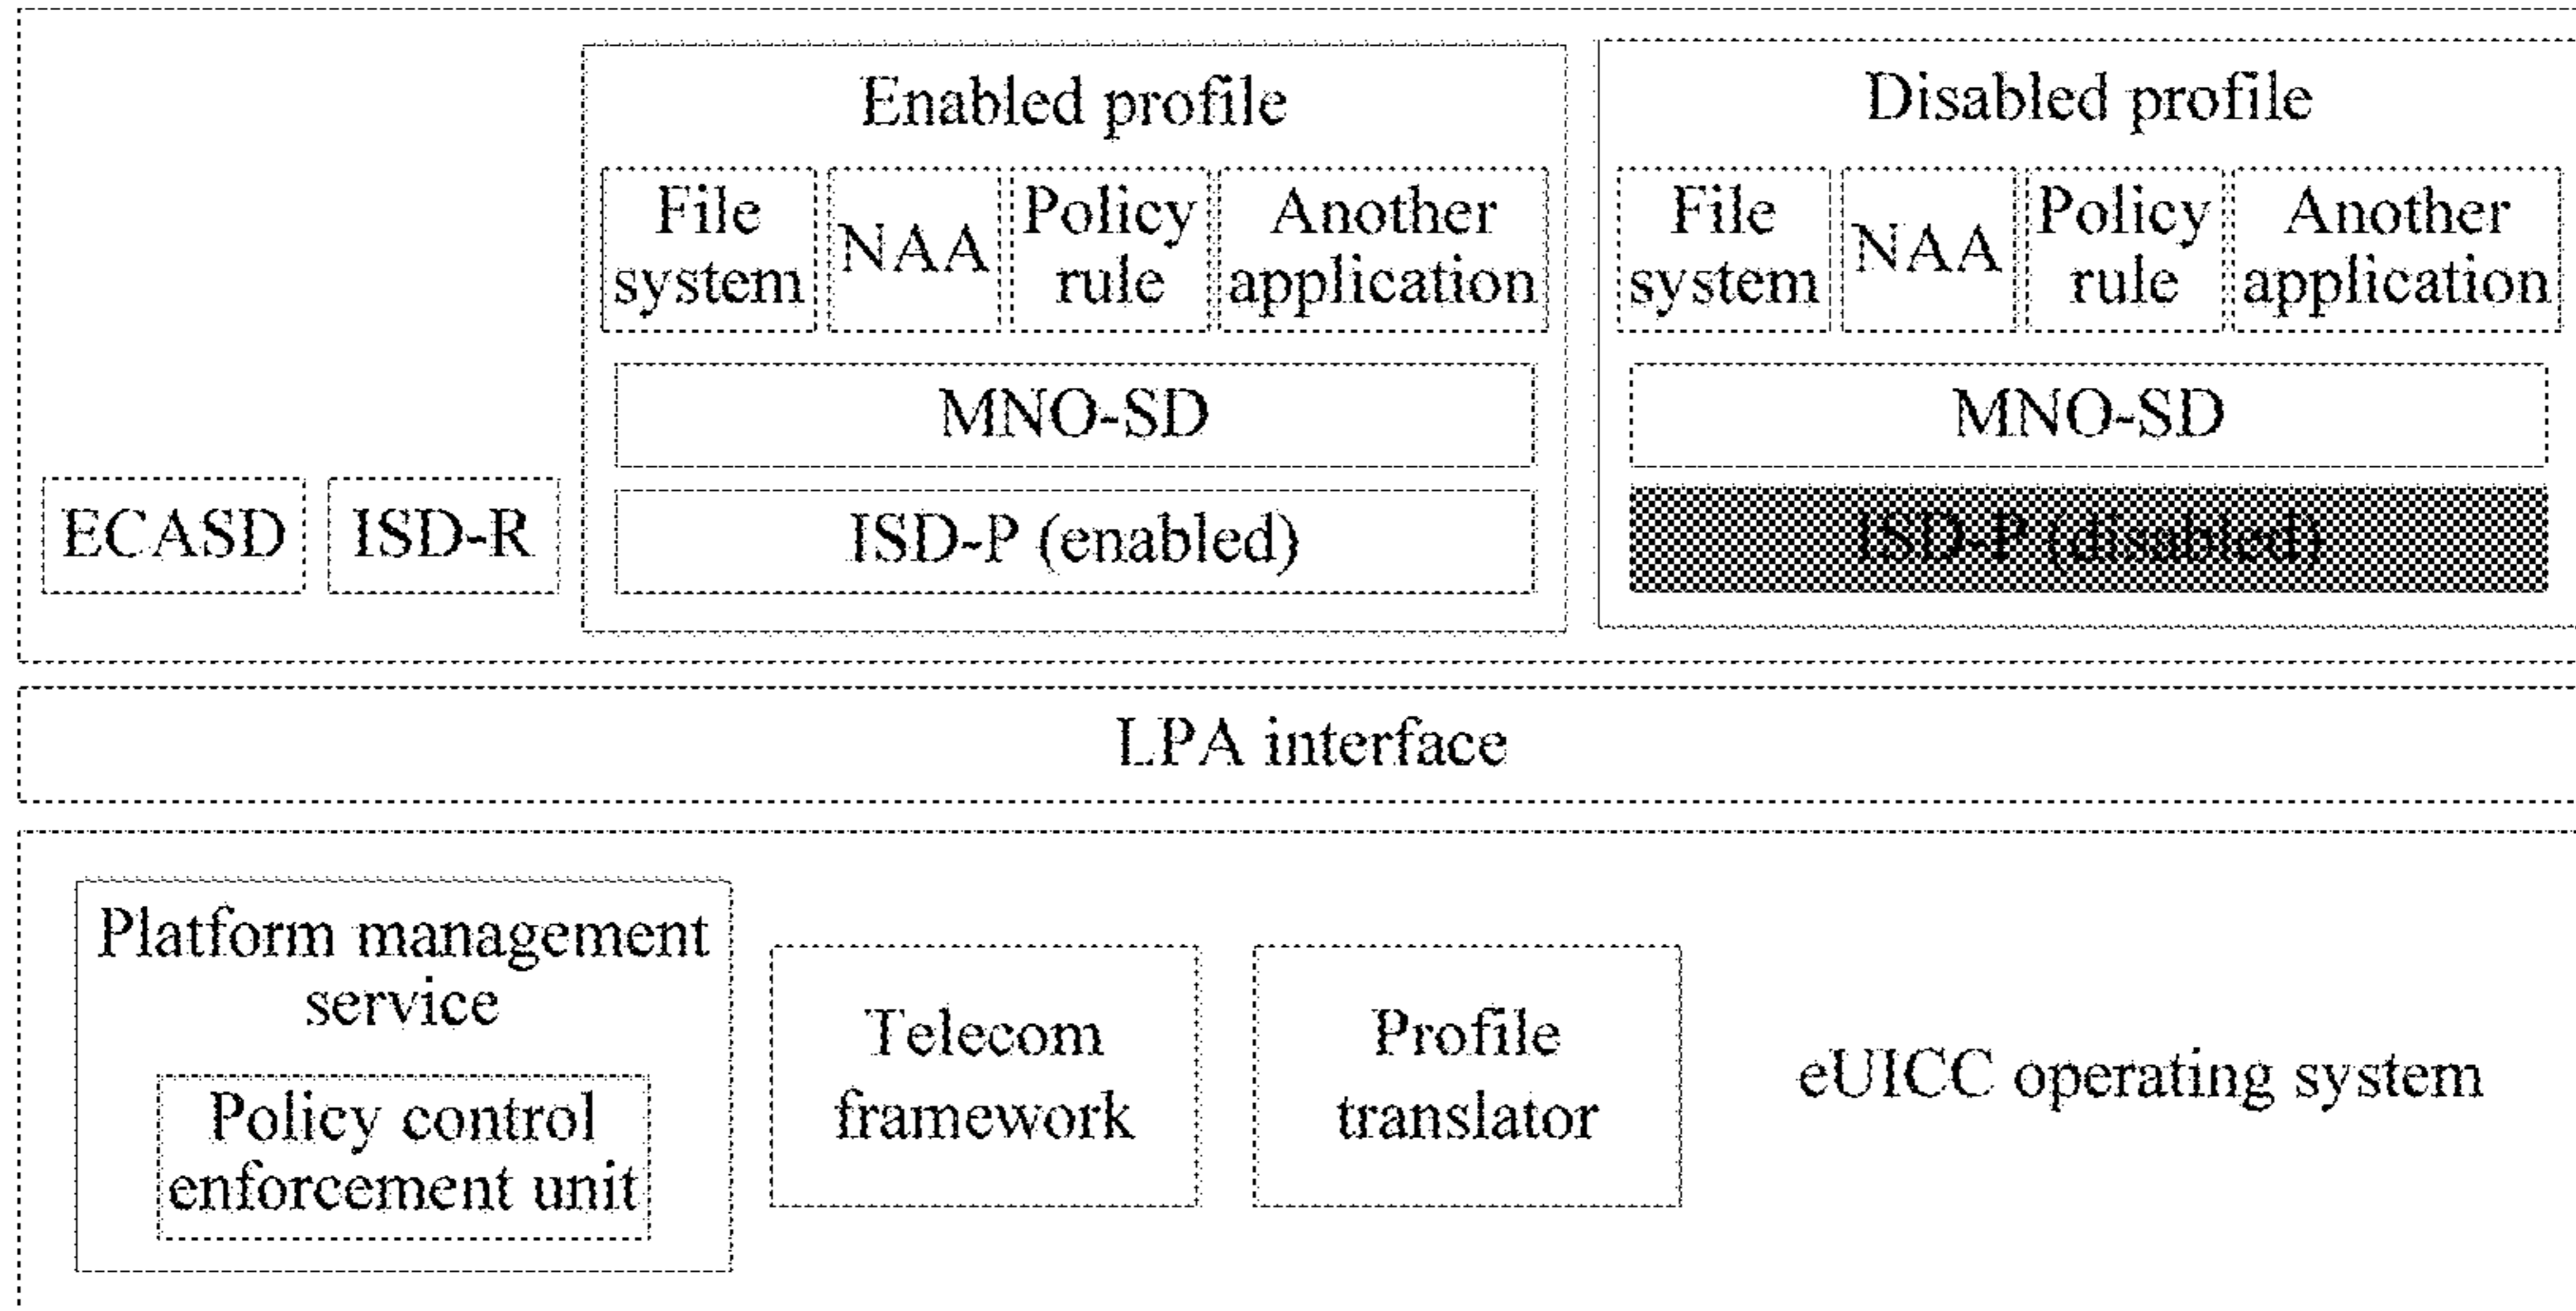 Enabled profile
File
system
NAA
Policy
rule
Another
application
MNO-SD
ISD-P (enabled)
Disabled profile
File
system
NAA
Policy
rule
Another
application
MNO-SD
ISD-P (disabled)
ECASD
ISD-R
LPA interface
Platform management
service
Policy control
enforcement unit
Telecom
framework
Profile
translator
eUICC operating system